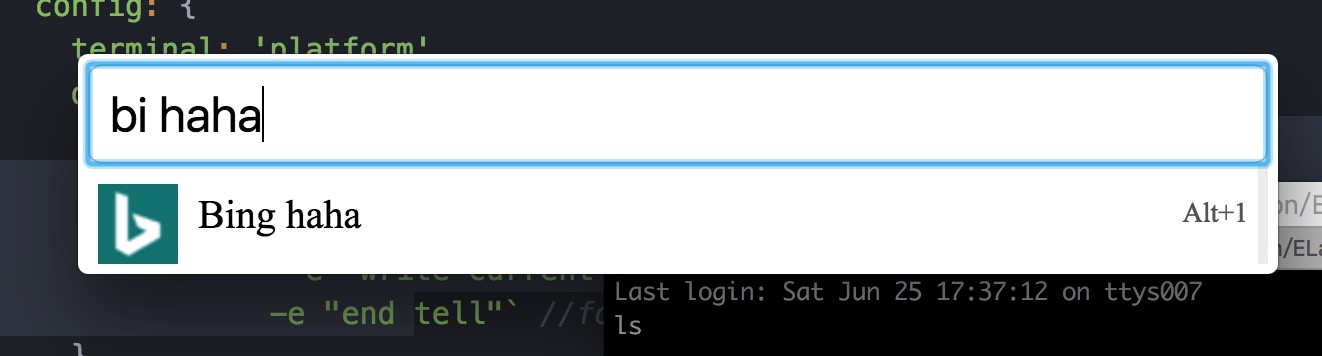 config: {
terminal: 'platform'
bi haha
Bing haha
Alt+1
on/E
/ELa
-e "end tell"` //fo
Last login: Sat Jun 25 17:37:12 on ttys007
ls
}